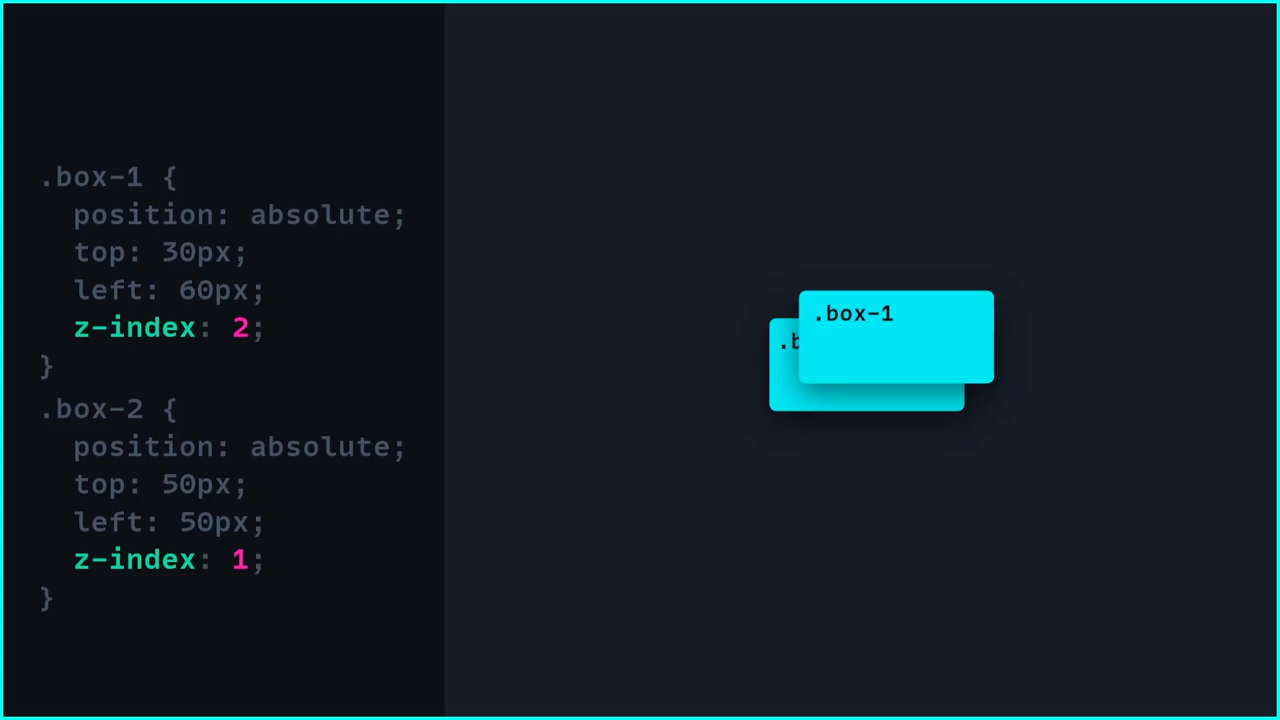 .box-1 {
  position: absolute;
  top: 30px;
  left: 60px;
  z-index: 2;
}
.box-2 {
  position: absolute;
  top: 50px;
  left: 50px;
  z-index: 1;
}
.box-1
.b